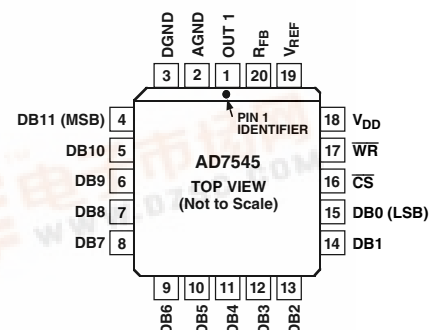 DGND AGND OUT 1 RFB VREF
3 2 1 20 19
PIN 1
IDENTIFIER
DB11 (MSB) 4
18 VDD
DB10 5
17 W̅R̅
AD7545
DB9 6
16 C̅S̅
TOP VIEW
(Not to Scale)
DB8 7
15 DB0 (LSB)
DB7 8
14 DB1
9 10 11 12 13
DB6 DB5 DB4 DB3 DB2